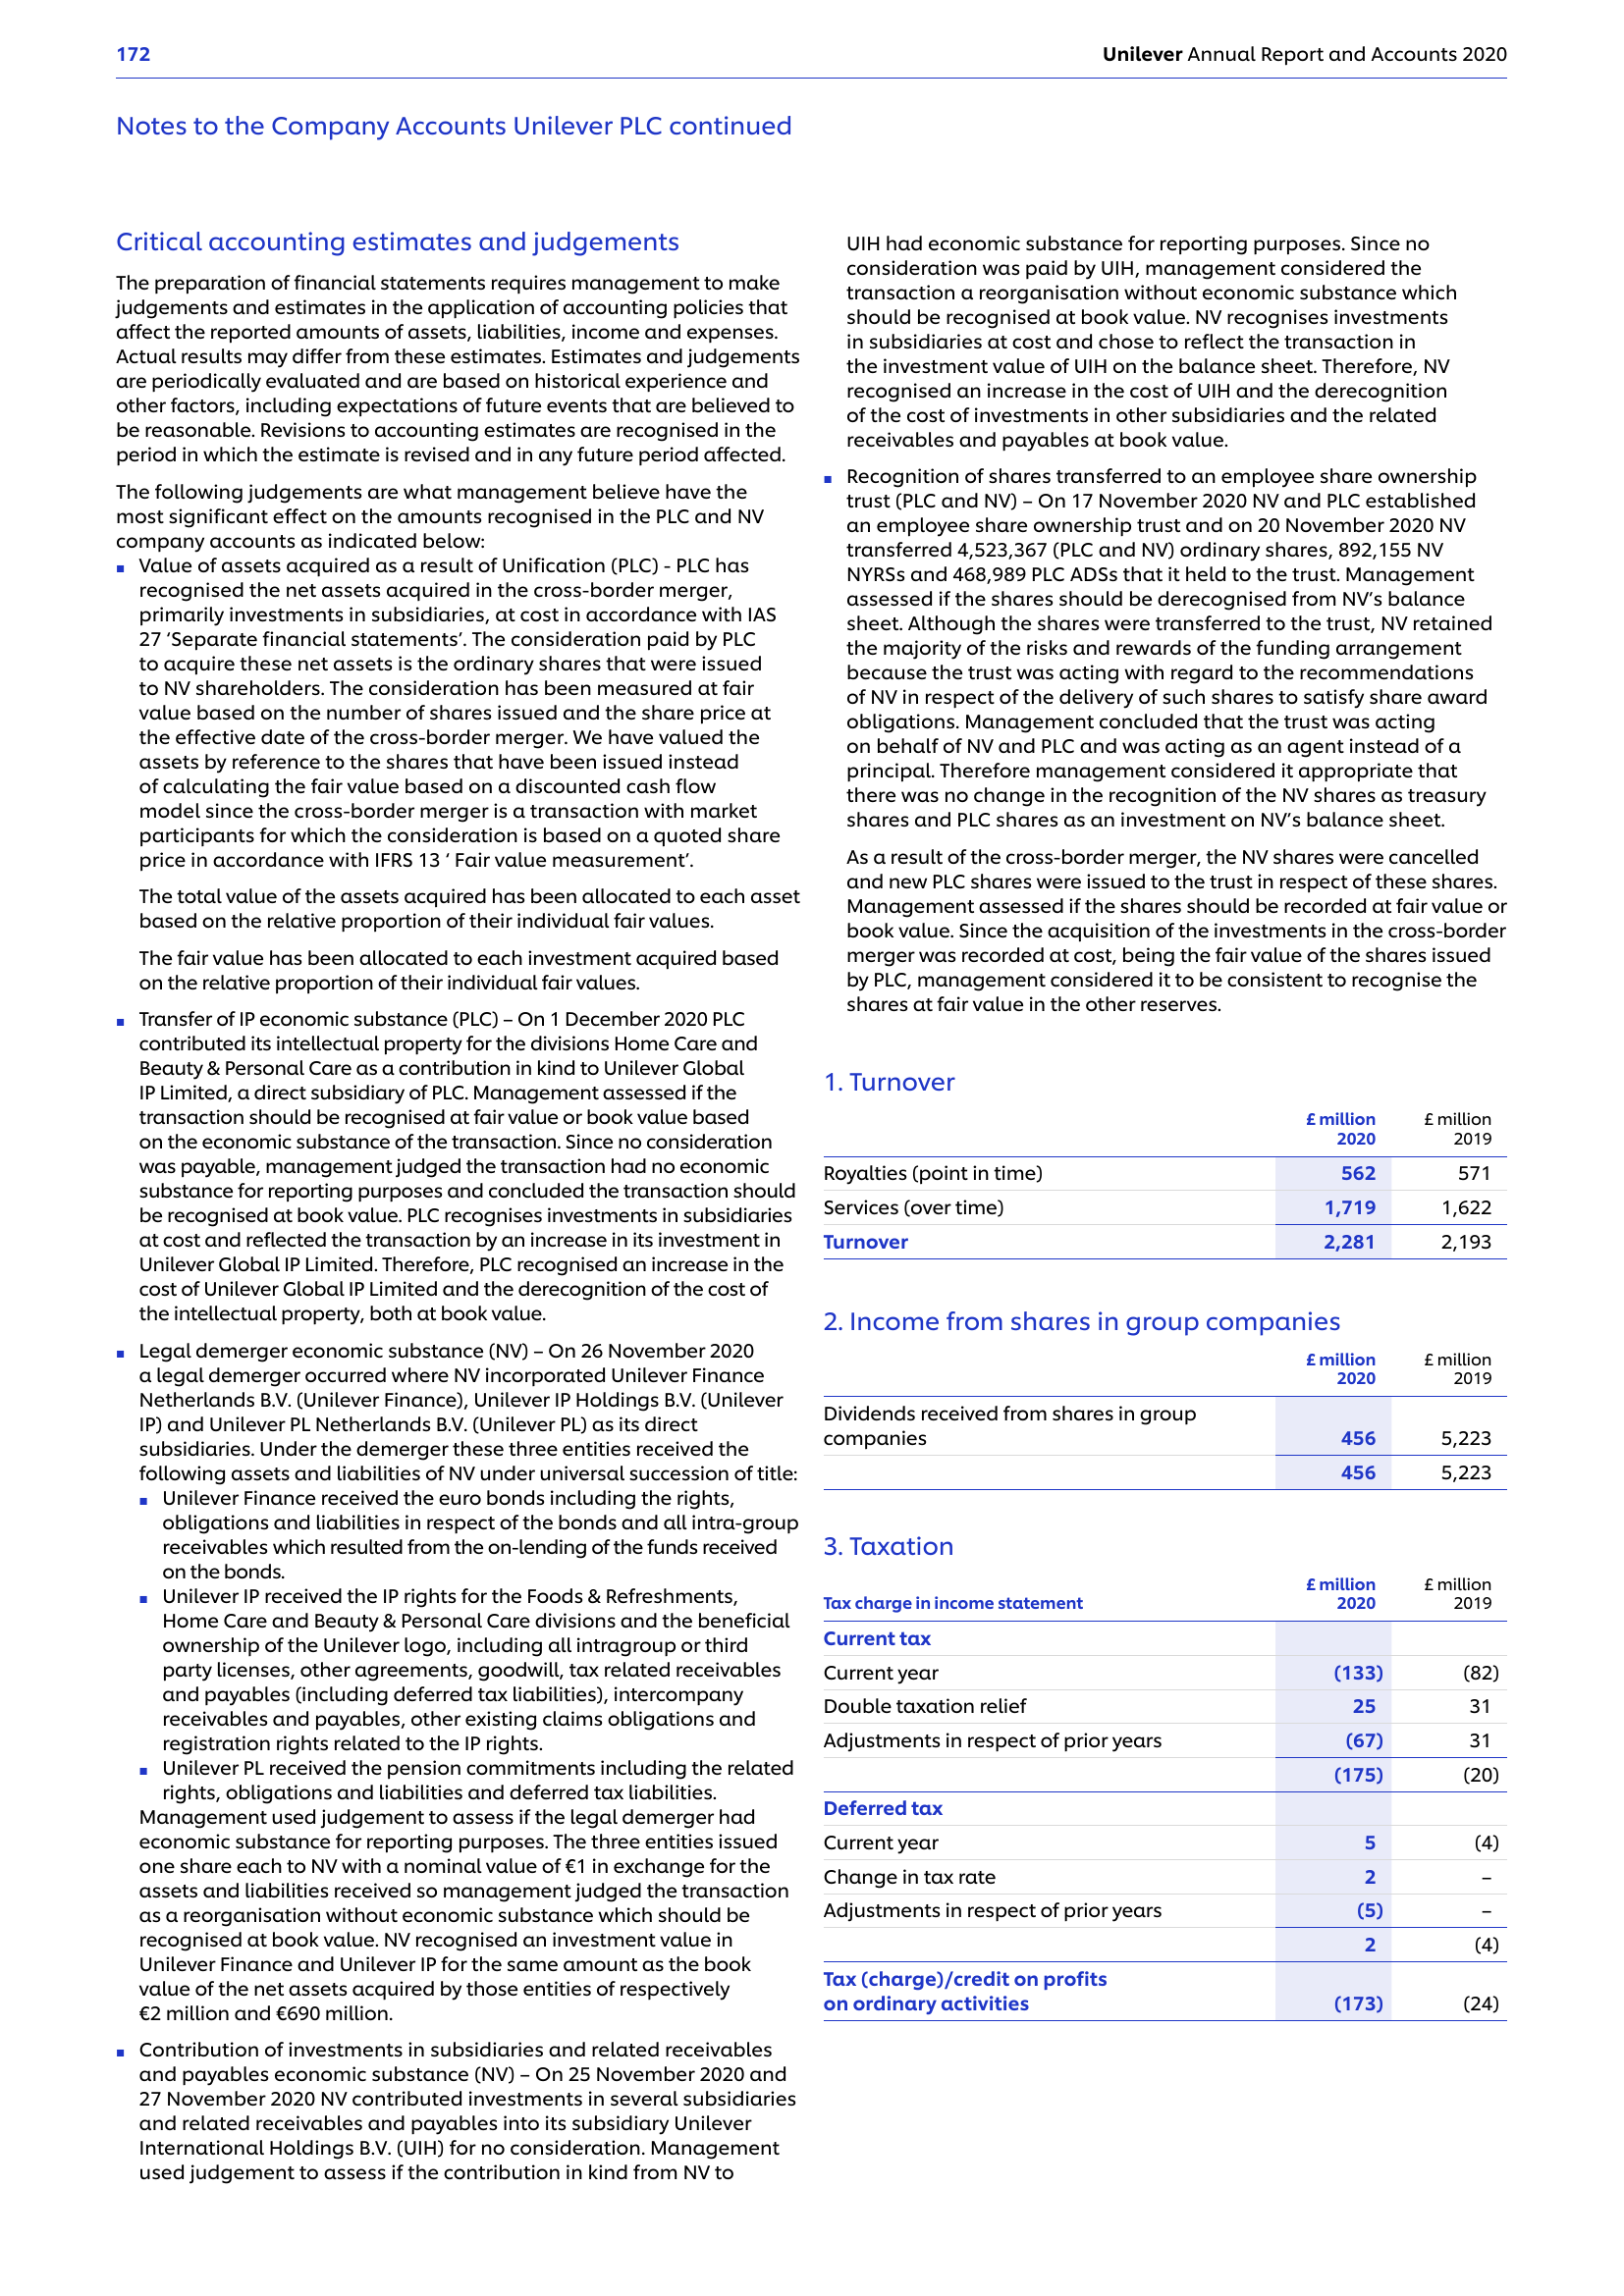 172
Unilever Annual Report and Accounts 2020
Notes to the Company Accounts Unilever PLC continued
Critical accounting estimates and judgements
The preparation of financial statements requires management to make
judgements and estimates in the application of accounting policies that
affect the reported amounts of assets, liabilities, income and expenses.
Actual results may differ from these estimates. Estimates and judgements
are periodically evaluated and are based on historical experience and
other factors, including expectations of future events that are believed to
be reasonable. Revisions to accounting estimates are recognised in the
period in which the estimate is revised and in any future period affected.
The following judgements are what management believe have the
most significant effect on the amounts recognised in the PLC and NV
company accounts as indicated below:
▪ Value of assets acquired as a result of Unification (PLC) - PLC has
recognised the net assets acquired in the cross-border merger,
primarily investments in subsidiaries, at cost in accordance with IAS
27 ‘Separate financial statements’. The consideration paid by PLC
to acquire these net assets is the ordinary shares that were issued
to NV shareholders. The consideration has been measured at fair
value based on the number of shares issued and the share price at
the effective date of the cross-border merger. We have valued the
assets by reference to the shares that have been issued instead
of calculating the fair value based on a discounted cash flow
model since the cross-border merger is a transaction with market
participants for which the consideration is based on a quoted share
price in accordance with IFRS 13 ‘ Fair value measurement’.
The total value of the assets acquired has been allocated to each asset
based on the relative proportion of their individual fair values.
The fair value has been allocated to each investment acquired based
on the relative proportion of their individual fair values.
▪ Transfer of IP economic substance (PLC) – On 1 December 2020 PLC
contributed its intellectual property for the divisions Home Care and
Beauty & Personal Care as a contribution in kind to Unilever Global
IP Limited, a direct subsidiary of PLC. Management assessed if the
transaction should be recognised at fair value or book value based
on the economic substance of the transaction. Since no consideration
was payable, management judged the transaction had no economic
substance for reporting purposes and concluded the transaction should
be recognised at book value. PLC recognises investments in subsidiaries
at cost and reflected the transaction by an increase in its investment in
Unilever Global IP Limited. Therefore, PLC recognised an increase in the
cost of Unilever Global IP Limited and the derecognition of the cost of
the intellectual property, both at book value.
▪ Legal demerger economic substance (NV) – On 26 November 2020
a legal demerger occurred where NV incorporated Unilever Finance
Netherlands B.V. (Unilever Finance), Unilever IP Holdings B.V. (Unilever
IP) and Unilever PL Netherlands B.V. (Unilever PL) as its direct
subsidiaries. Under the demerger these three entities received the
following assets and liabilities of NV under universal succession of title:
▪ Unilever Finance received the euro bonds including the rights,
obligations and liabilities in respect of the bonds and all intra-group
receivables which resulted from the on-lending of the funds received
on the bonds.
▪ Unilever IP received the IP rights for the Foods & Refreshments,
Home Care and Beauty & Personal Care divisions and the beneficial
ownership of the Unilever logo, including all intragroup or third
party licenses, other agreements, goodwill, tax related receivables
and payables (including deferred tax liabilities), intercompany
receivables and payables, other existing claims obligations and
registration rights related to the IP rights.
▪ Unilever PL received the pension commitments including the related
rights, obligations and liabilities and deferred tax liabilities.
Management used judgement to assess if the legal demerger had
economic substance for reporting purposes. The three entities issued
one share each to NV with a nominal value of €1 in exchange for the
assets and liabilities received so management judged the transaction
as a reorganisation without economic substance which should be
recognised at book value. NV recognised an investment value in
Unilever Finance and Unilever IP for the same amount as the book
value of the net assets acquired by those entities of respectively
€2 million and €690 million.
▪ Contribution of investments in subsidiaries and related receivables
and payables economic substance (NV) – On 25 November 2020 and
27 November 2020 NV contributed investments in several subsidiaries
and related receivables and payables into its subsidiary Unilever
International Holdings B.V. (UIH) for no consideration. Management
used judgement to assess if the contribution in kind from NV to
UIH had economic substance for reporting purposes. Since no
consideration was paid by UIH, management considered the
transaction a reorganisation without economic substance which
should be recognised at book value. NV recognises investments
in subsidiaries at cost and chose to reflect the transaction in
the investment value of UIH on the balance sheet. Therefore, NV
recognised an increase in the cost of UIH and the derecognition
of the cost of investments in other subsidiaries and the related
receivables and payables at book value.
▪ Recognition of shares transferred to an employee share ownership
trust (PLC and NV) – On 17 November 2020 NV and PLC established
an employee share ownership trust and on 20 November 2020 NV
transferred 4,523,367 (PLC and NV) ordinary shares, 892,155 NV
NYRSs and 468,989 PLC ADSs that it held to the trust. Management
assessed if the shares should be derecognised from NV’s balance
sheet. Although the shares were transferred to the trust, NV retained
the majority of the risks and rewards of the funding arrangement
because the trust was acting with regard to the recommendations
of NV in respect of the delivery of such shares to satisfy share award
obligations. Management concluded that the trust was acting
on behalf of NV and PLC and was acting as an agent instead of a
principal. Therefore management considered it appropriate that
there was no change in the recognition of the NV shares as treasury
shares and PLC shares as an investment on NV’s balance sheet.
As a result of the cross-border merger, the NV shares were cancelled
and new PLC shares were issued to the trust in respect of these shares.
Management assessed if the shares should be recorded at fair value or
book value. Since the acquisition of the investments in the cross-border
merger was recorded at cost, being the fair value of the shares issued
by PLC, management considered it to be consistent to recognise the
shares at fair value in the other reserves.
1. Turnover
£ million £ million
2020 2019
Royalties (point in time) 562 571
Services (over time) 1,719 1,622
Turnover 2,281 2,193
2. Income from shares in group companies
£ million £ million
2020 2019
Dividends received from shares in group
companies 456 5,223
456 5,223
3. Taxation
£ million £ million
Tax charge in income statement 2020 2019
Current tax
Current year (133) (82)
Double taxation relief 25 31
Adjustments in respect of prior years (67) 31
(175) (20)
Deferred tax
Current year 5 (4)
Change in tax rate 2 –
Adjustments in respect of prior years (5) –
2 (4)
Tax (charge)/credit on profits
on ordinary activities (173) (24)